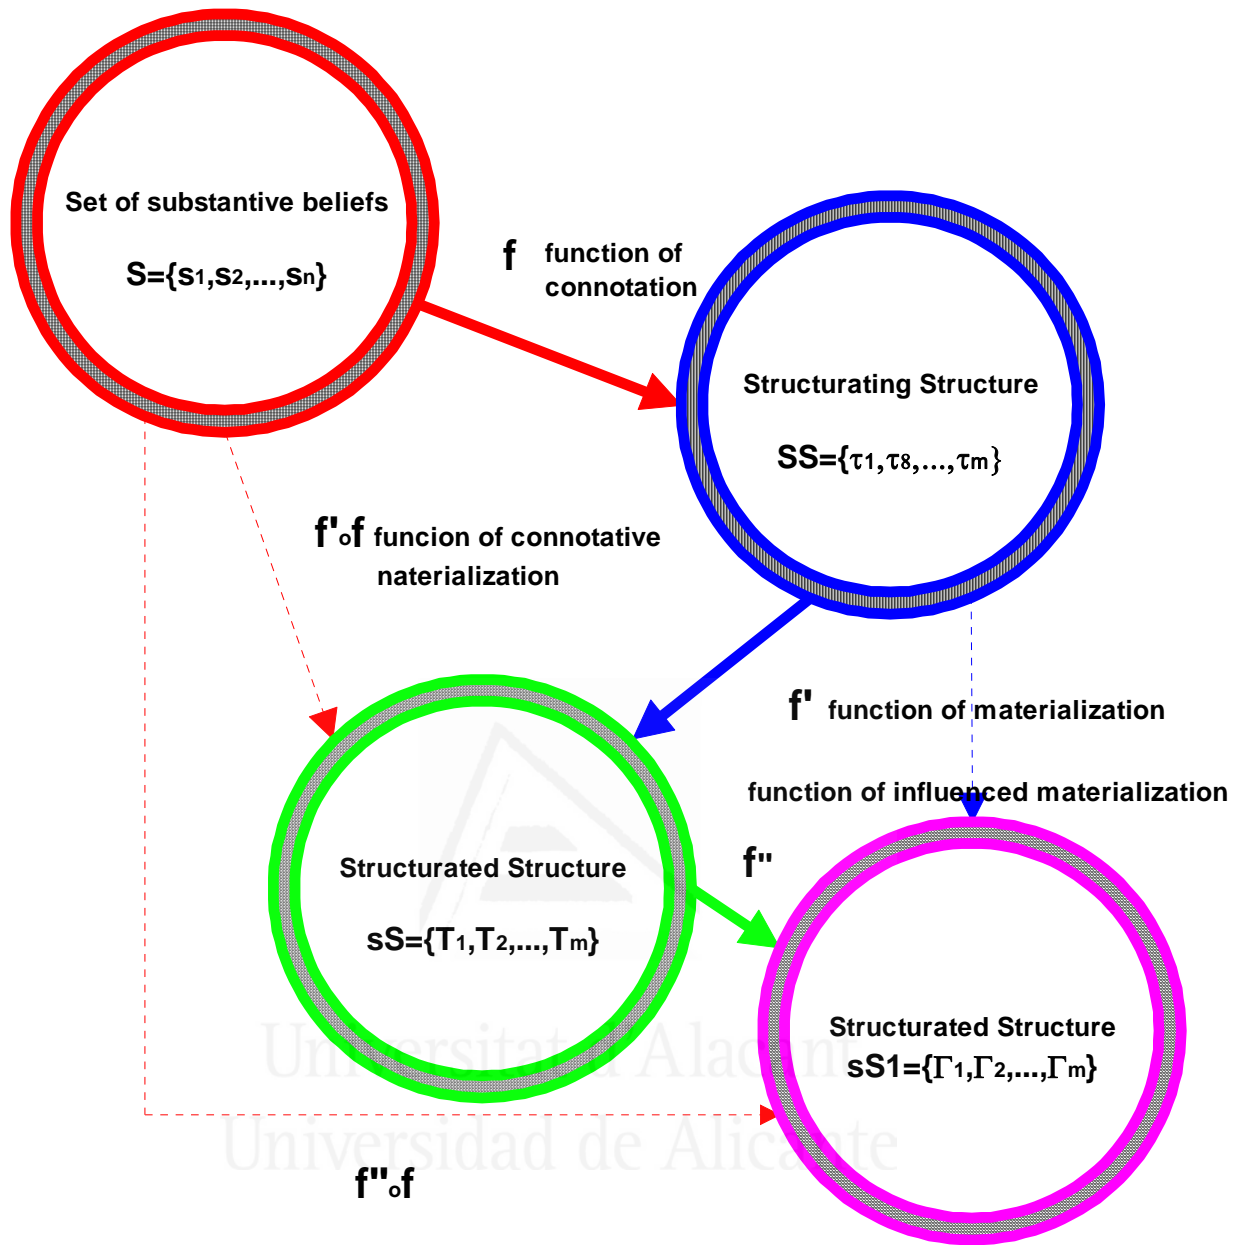 Set of substantive beliefs
S={s1,s2,...,sn}
f function of
connotation
Structurating Structure
SS={τ1,τ8,...,τm}
f'of funcion of connotative
naterialization
f' function of materialization
function of influenced materialization
f"
Structurated Structure
sS={T1,T2,...,Tm}
Structurated Structure
sS1={Γ1,Γ2,...,Γm}
Universitat d'Alacant
Universidad de Alicante
f"of